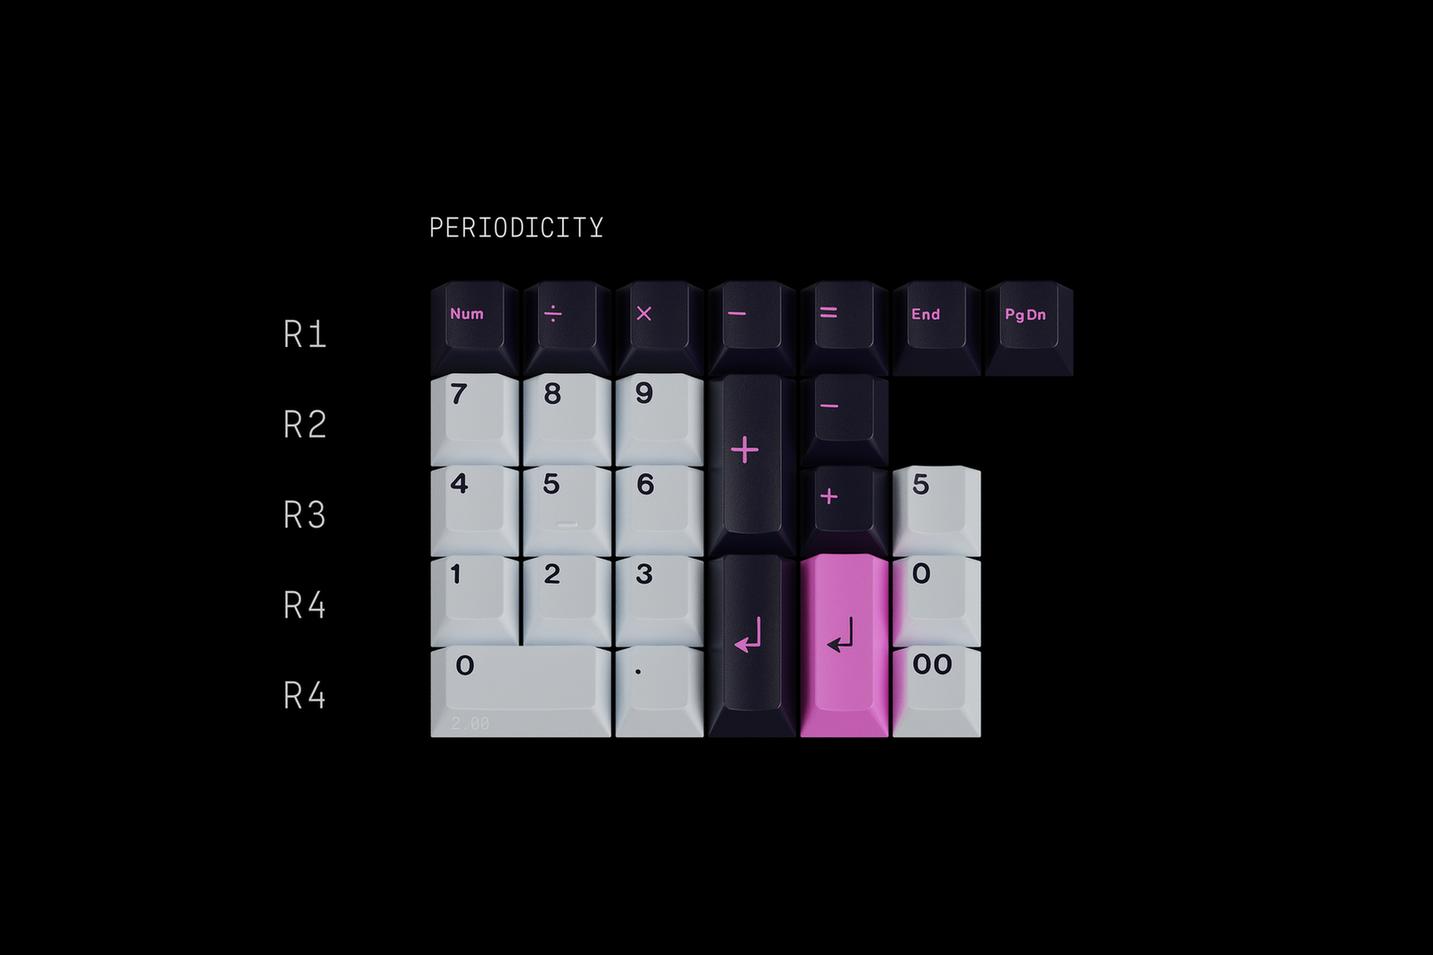 PERIODICITY
R1 Num ÷ × − = End PgDn
R2 7 8 9 + −
R3 4 5 6 + 5
R4 1 2 3 ↵ ↵ 0
R4 0 . 00
2.00